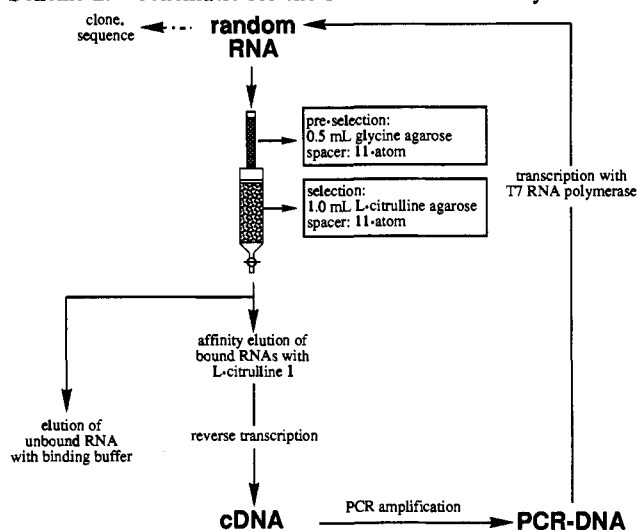 clone,
sequence
random
RNA
pre-selection:
0.5 mL glycine agarose
spacer: 11-atom
selection:
1.0 mL L-citrulline agarose
spacer: 11-atom
transcription with
T7 RNA polymerase
affinity elution of
bound RNAs with
L-citrulline 1
elution of
unbound RNA
with binding buffer
reverse transcription
cDNA
PCR amplification
PCR-DNA